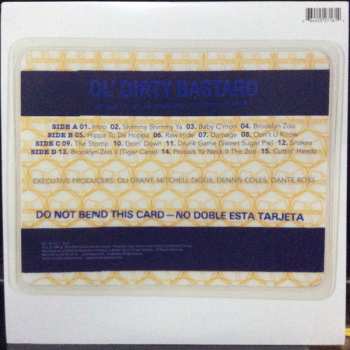 OL' DIRTY BASTARD
SIDE A 01. Intro 02. Shimmy Shimmy Ya 03. Baby C'mon 04. Brooklyn Zoo
SIDE B 05. Hippa To Da Hoppa 06. Raw Hide 07. Damage 08. Don't U Know
SIDE C 09. The Stomp 10. Goin' Down 11. Drunk Game (Sweet Sugar Pie) 12. Snakes
SIDE D 13. Brooklyn Zoo II (Tiger Crane) 14. Proteck Ya Neck II The Zoo 15. Cuttin' Headz
EXECUTIVE PRODUCERS: OLI GRANT, MITCHELL DIGGS, DENNIS COLES, DANTE ROSS
DO NOT BEND THIS CARD — NO DOBLE ESTA TARJETA